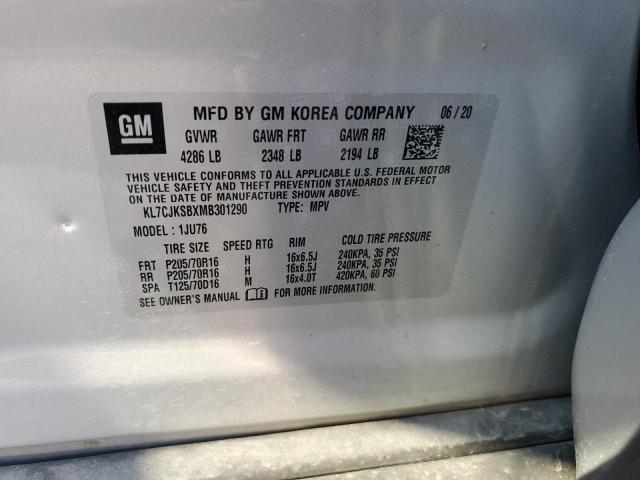 GM
MFD BY GM KOREA COMPANY 06/20
GVWR GAWR FRT GAWR RR
4286 LB 2348 LB 2194 LB
THIS VEHICLE CONFORMS TO ALL APPLICABLE U.S. FEDERAL MOTOR
VEHICLE SAFETY AND THEFT PREVENTION STANDARDS IN EFFECT
ON THE DATE OF MANUFACTURE SHOWN ABOVE.
KL7CJKSBXMB301290 TYPE: MPV
MODEL : 1JU76
TIRE SIZE SPEED RTG RIM COLD TIRE PRESSURE
FRT P205/70R16 H 16x6.5J 240KPA, 35 PSI
RR P205/70R16 H 16x6.5J 240KPA, 35 PSI
SPA T125/70D16 M 16x4.0T 420KPA, 60 PSI
SEE OWNER'S MANUAL FOR MORE INFORMATION.